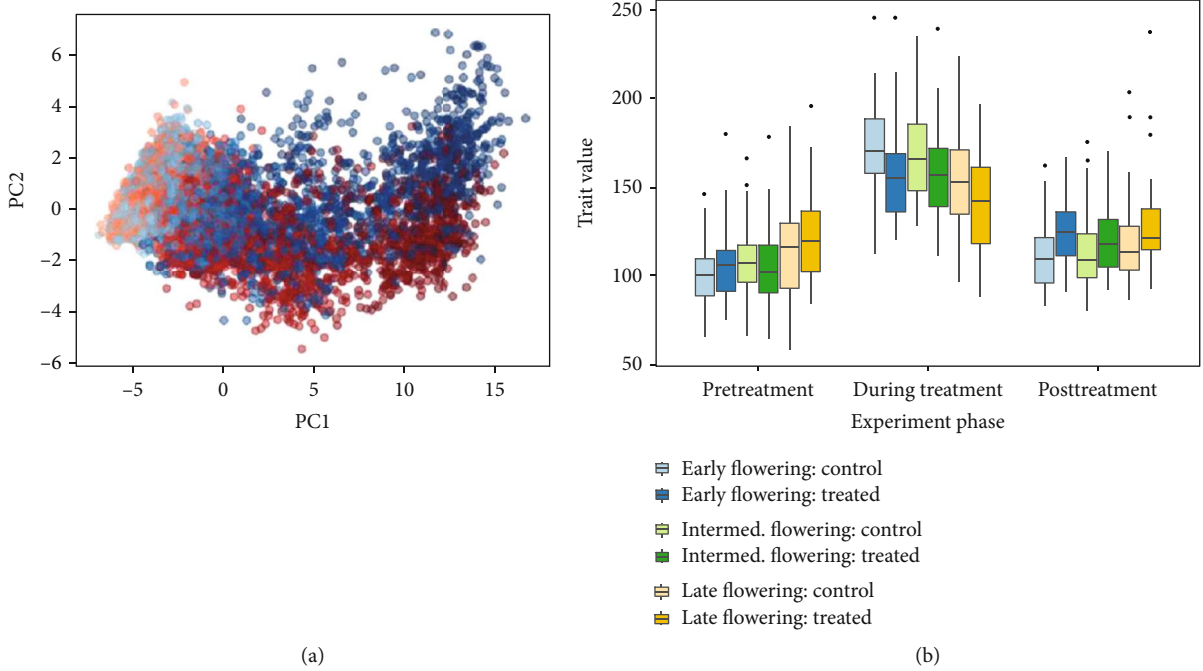 PC2
6
4
2
0
−2
−4
−6
−5
0
5
10
15
PC1
(a)
Trait value
250
200
150
100
50
Pretreatment
During treatment
Posttreatment
Experiment phase
Early flowering: control
Early flowering: treated
Intermed. flowering: control
Intermed. flowering: treated
Late flowering: control
Late flowering: treated
(b)